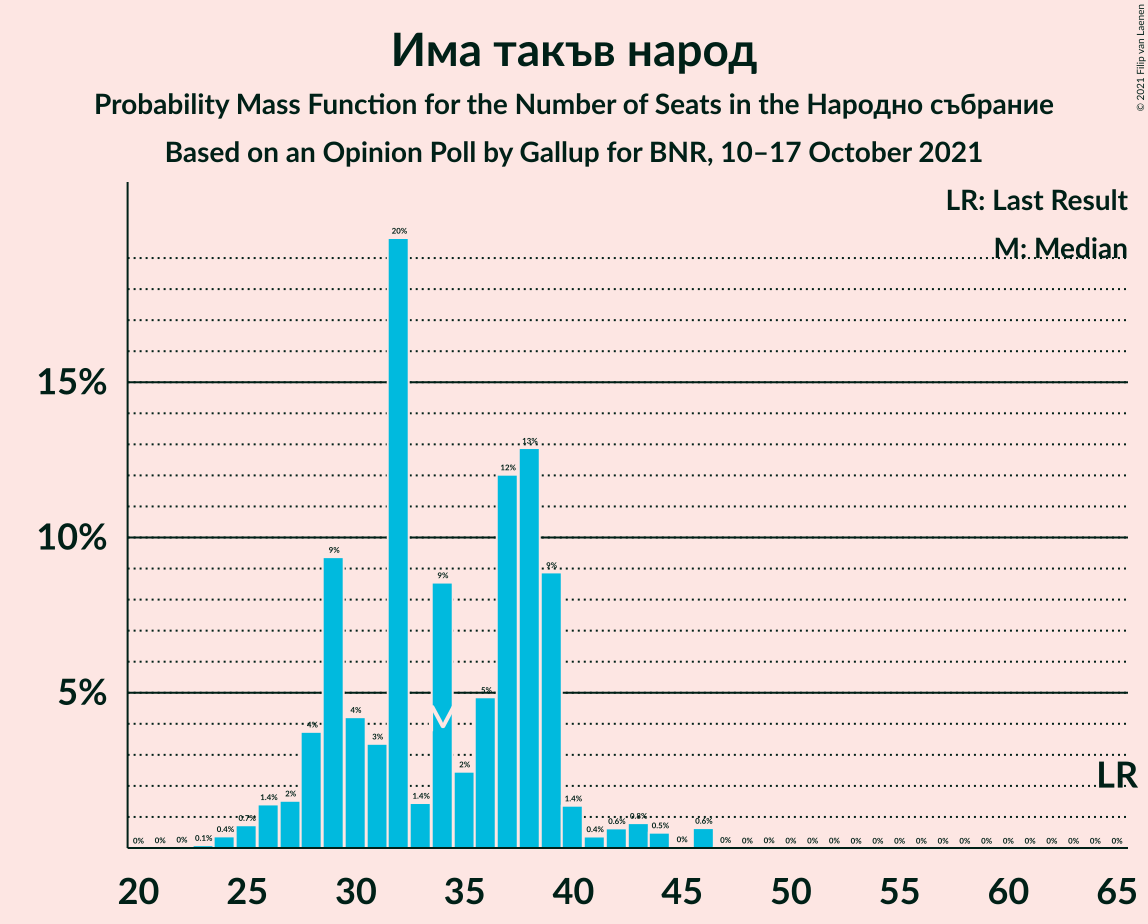 Има такъв народ
Probability Mass Function for the Number of Seats in the Народно събрание
Based on an Opinion Poll by Gallup for BNR, 10–17 October 2021
© 2021 Filip van Laenen
LR: Last Result
M: Median
15%
10%
5%
0% 0% 0% 0.1% 0.4% 0.7% 1.4% 2% 4% 9% 4% 3% 20% 1.4% 9% 2% 5% 12% 13% 9% 1.4% 0.4% 0.6% 0.8% 0.5% 0% 0.6% 0% 0% 0% 0% 0% 0% 0% 0% 0% 0% 0% 0% 0% 0% 0% 0% 0% 0% 0%
M
LR
20 25 30 35 40 45 50 55 60 65